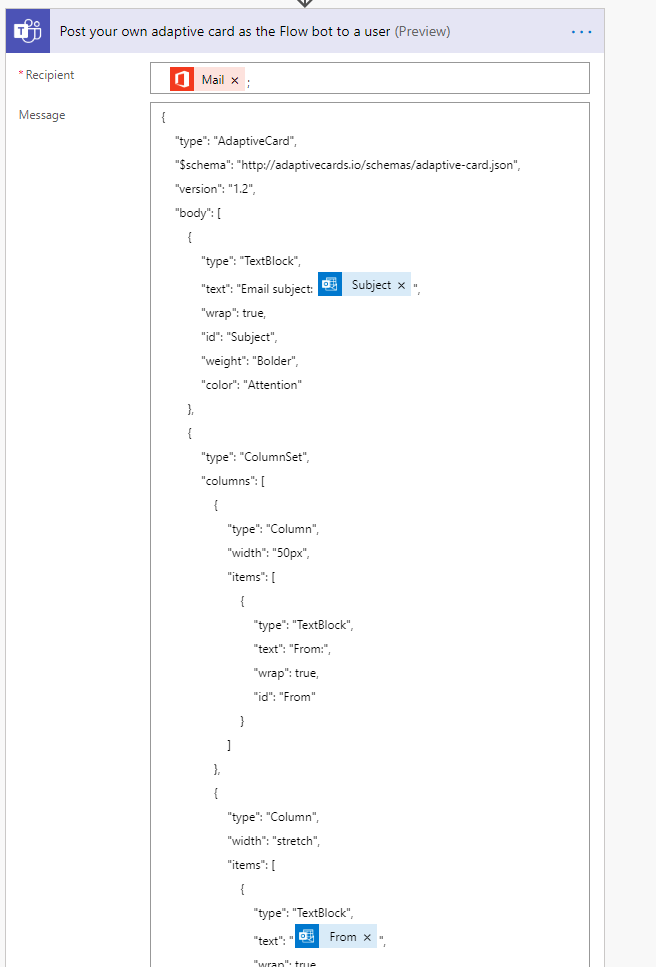 Post your own adaptive card as the Flow bot to a user (Preview) ...
* Recipient
Mail × ;
Message
{
"type": "AdaptiveCard",
"$schema": "http://adaptivecards.io/schemas/adaptive-card.json",
"version": "1.2",
"body": [
{
"type": "TextBlock",
"text": "Email subject: Subject × ",
"wrap": true,
"id": "Subject",
"weight": "Bolder",
"color": "Attention"
},
{
"type": "ColumnSet",
"columns": [
{
"type": "Column",
"width": "50px",
"items": [
{
"type": "TextBlock",
"text": "From:",
"wrap": true,
"id": "From"
}
]
},
{
"type": "Column",
"width": "stretch",
"items": [
{
"type": "TextBlock",
"text": " From × ",
"wrap": true